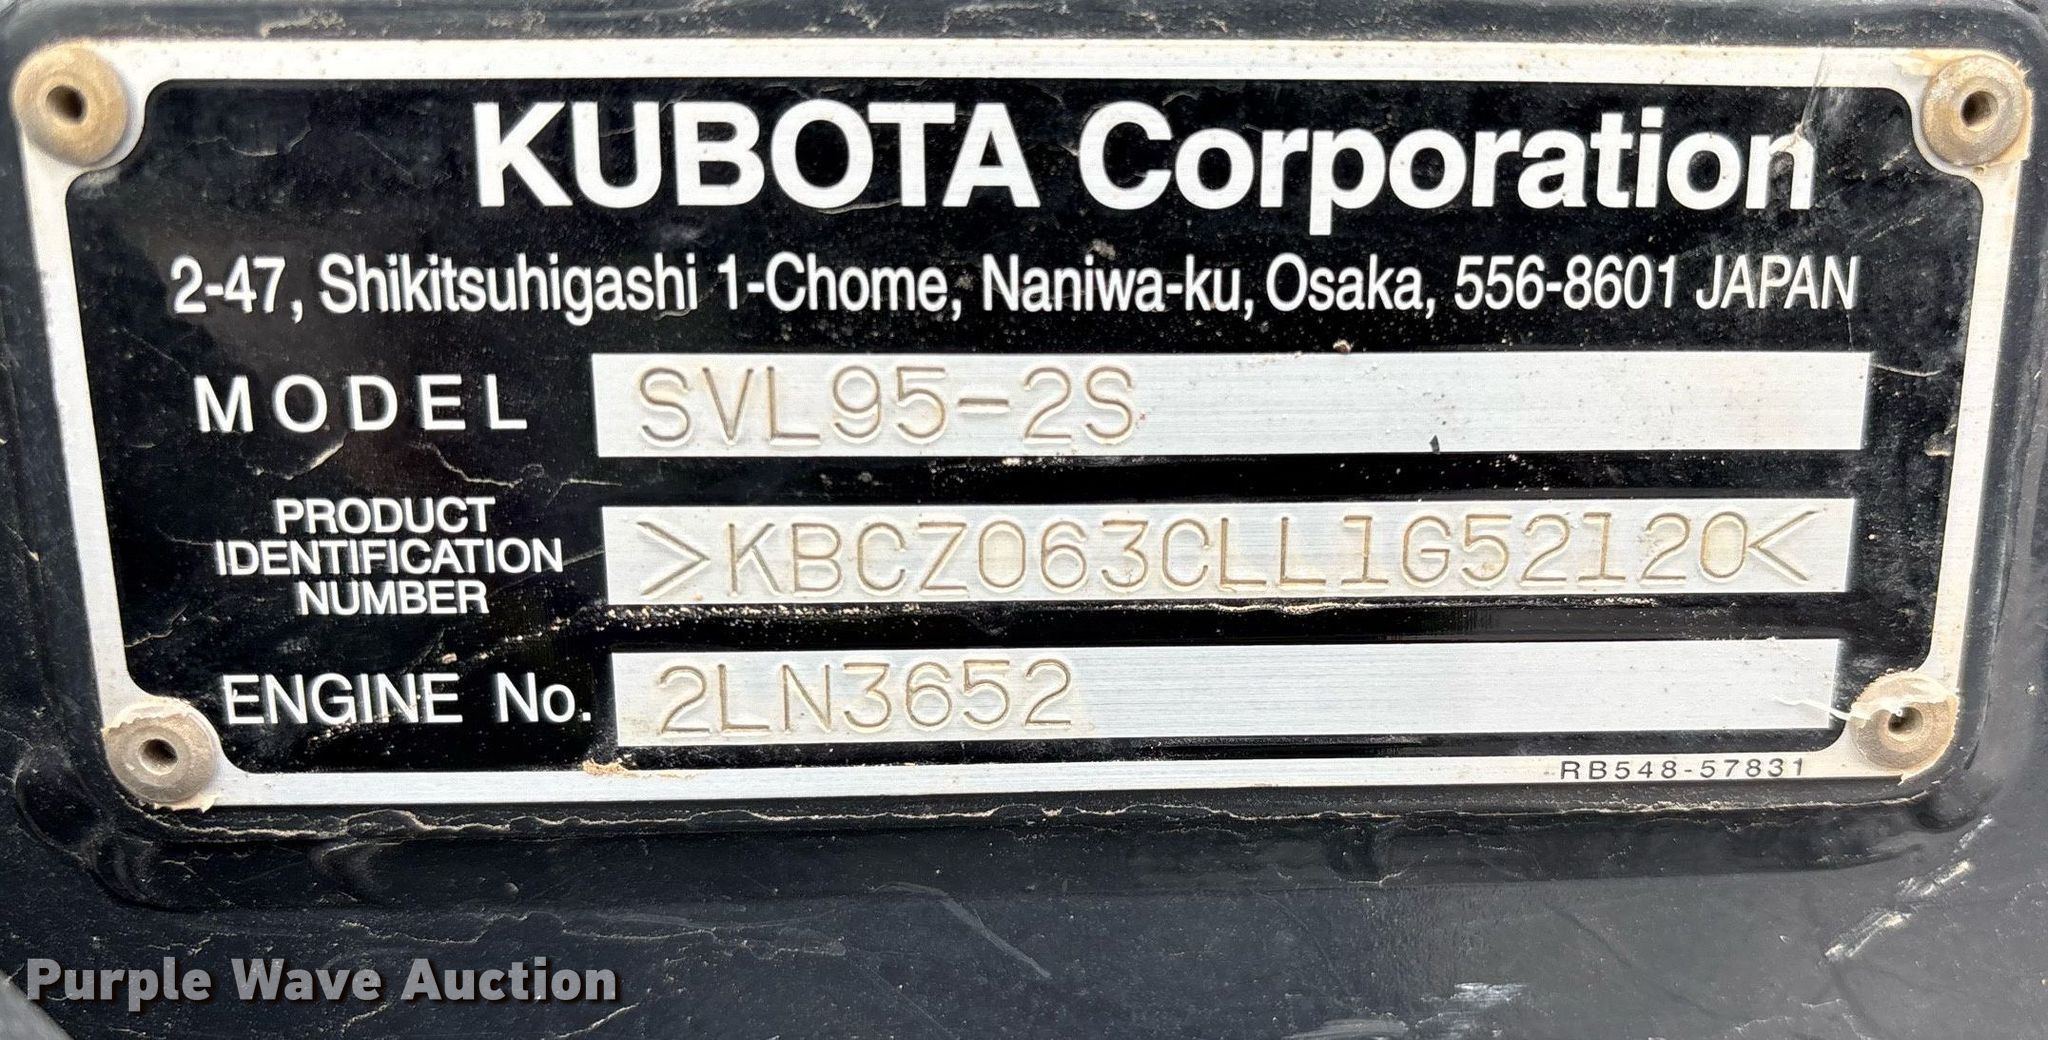 KUBOTA Corporation
2-47, Shikitsuhigashi 1-Chome, Naniwa-ku, Osaka, 556-8601 JAPAN
MODEL SVL95-2S
PRODUCT
IDENTIFICATION
NUMBER
>KBCZ063CLL1G52120<
ENGINE No. 2LN3652
RB548-57831
Purple Wave Auction